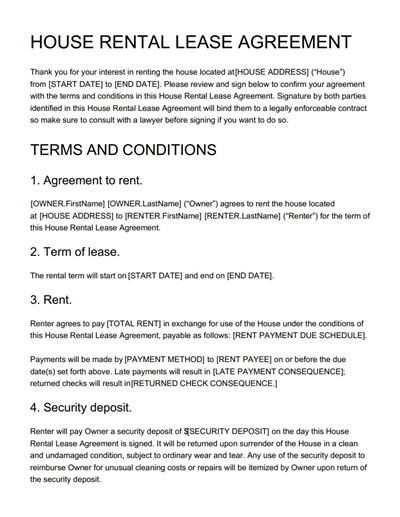 HOUSE RENTAL LEASE AGREEMENT
Thank you for your interest in renting the house located at[HOUSE ADDRESS] (“House”)
from [START DATE] to [END DATE]. Please review and sign below to confirm your agreement
with the terms and conditions in this House Rental Lease Agreement. Signature by both parties
identified in this House Rental Lease Agreement will bind them to a legally enforceable contract
so make sure to consult with a lawyer before signing if you want to do so.
TERMS AND CONDITIONS
1. Agreement to rent.
[OWNER.FirstName] [OWNER.LastName] (“Owner”) agrees to rent the house located
at [HOUSE ADDRESS] to [RENTER.FirstName] [RENTER.LastName] (“Renter”) for the term of
this House Rental Lease Agreement.
2. Term of lease.
The rental term will start on [START DATE] and end on [END DATE].
3. Rent.
Renter agrees to pay [TOTAL RENT] in exchange for use of the House under the conditions of
this House Rental Lease Agreement, payable as follows: [RENT PAYMENT DUE SCHEDULE].
Payments will be made by [PAYMENT METHOD] to [RENT PAYEE] on or before the due
date(s) set forth above. Late payments will result in [LATE PAYMENT CONSEQUENCE];
returned checks will result in[RETURNED CHECK CONSEQUENCE.]
4. Security deposit.
Renter will pay Owner a security deposit of $[SECURITY DEPOSIT] on the day this House
Rental Lease Agreement is signed. It will be returned upon surrender of the House in a clean
and undamaged condition, subject to ordinary wear and tear. Any use of the security deposit to
reimburse Owner for unusual cleaning costs or repairs will be itemized by Owner upon return of
the security deposit.